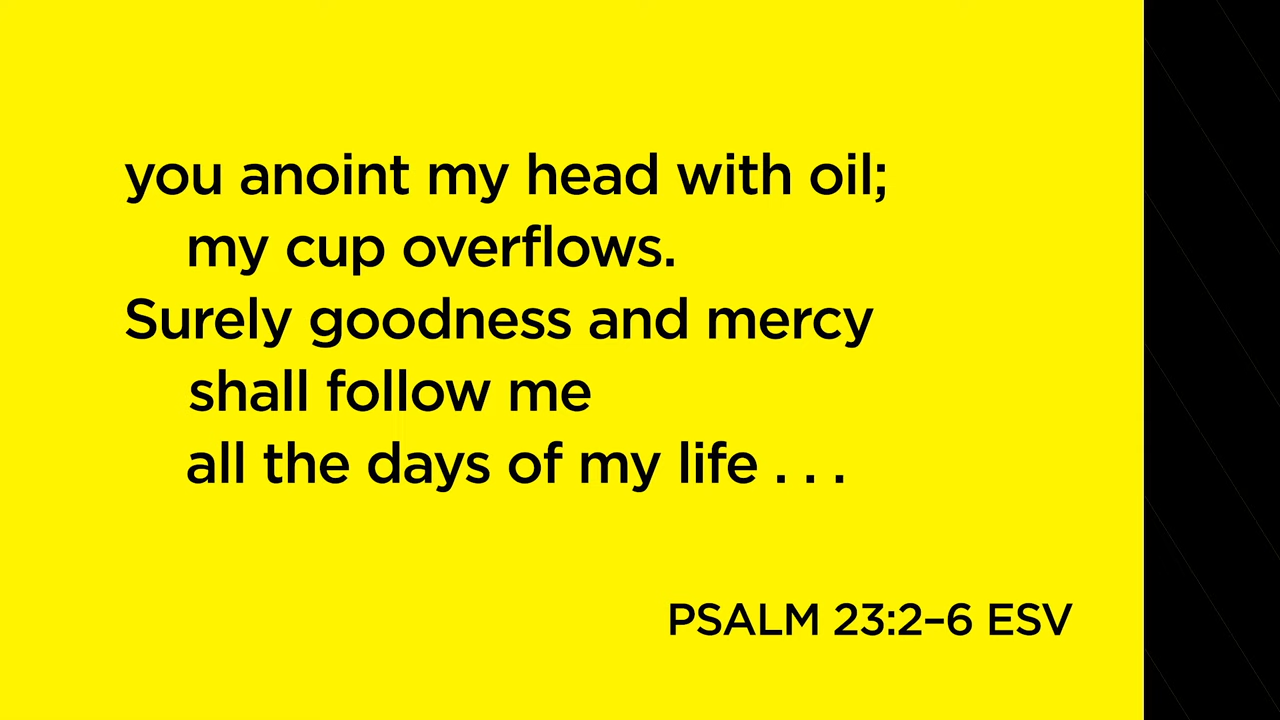 you anoint my head with oil;
my cup overflows.
Surely goodness and mercy
shall follow me
all the days of my life . . .
PSALM 23:2–6 ESV